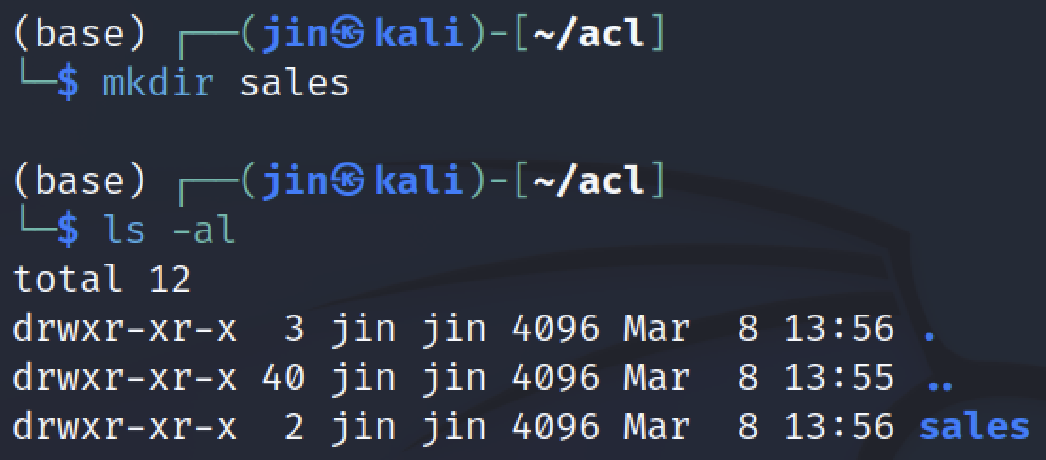 (base) ┌──(jin㉿kali)-[~/acl]
└─$ mkdir sales
(base) ┌──(jin㉿kali)-[~/acl]
└─$ ls -al
total 12
drwxr-xr-x  3 jin jin 4096 Mar  8 13:56 .
drwxr-xr-x 40 jin jin 4096 Mar  8 13:55 ..
drwxr-xr-x  2 jin jin 4096 Mar  8 13:56 sales